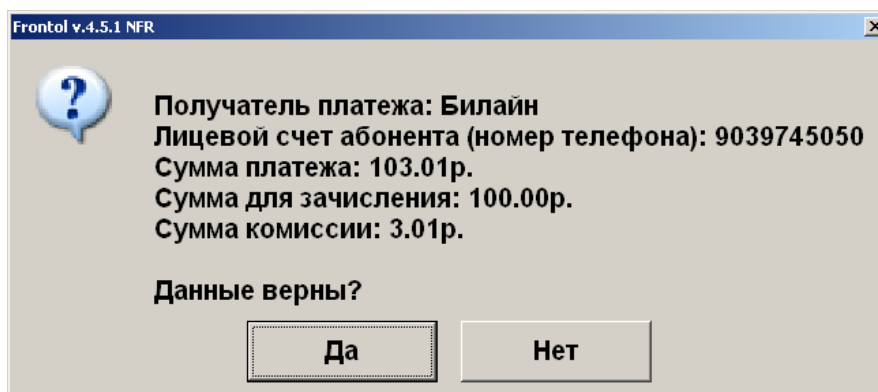 Frontol v.4.5.1 NFR
?
Получатель платежа: Билайн
Лицевой счет абонента (номер телефона): 9039745050
Сумма платежа: 103.01р.
Сумма для зачисления: 100.00р.
Сумма комиссии: 3.01р.
Данные верны?
Да Нет